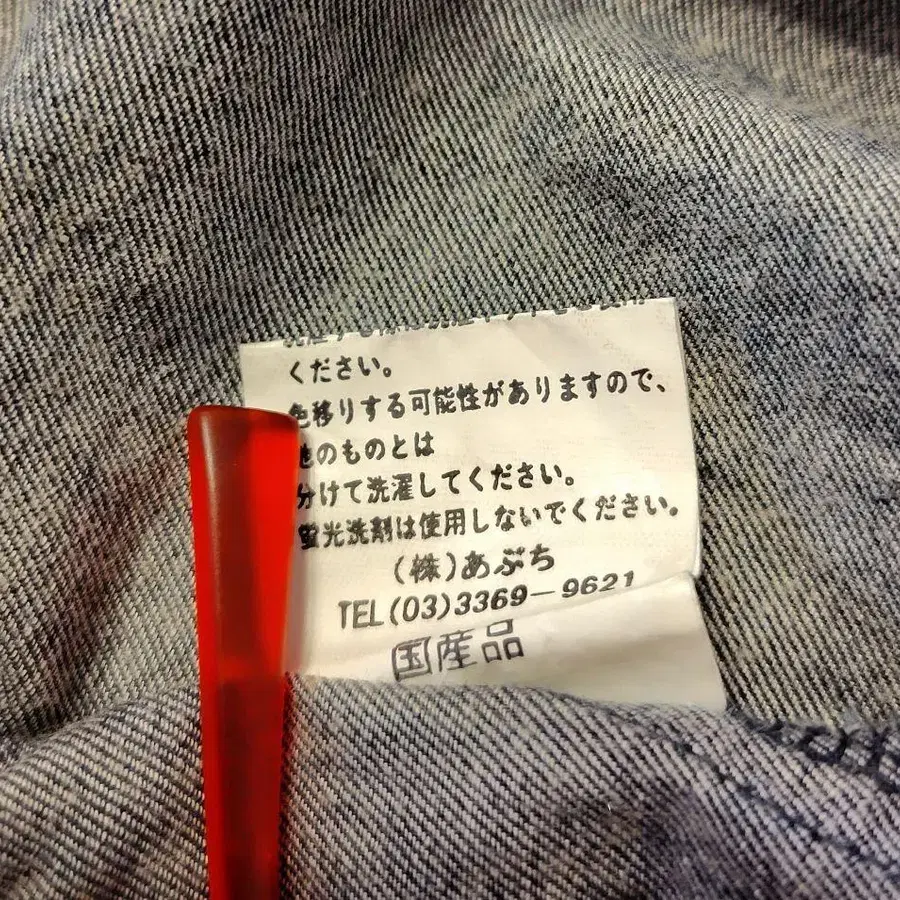 ください。
色移りする可能性がありますので、
他のものとは
分けて洗濯してください。
蛍光洗剤は使用しないでください。
(株)あぷち
TEL(03)3369-9621
国産品